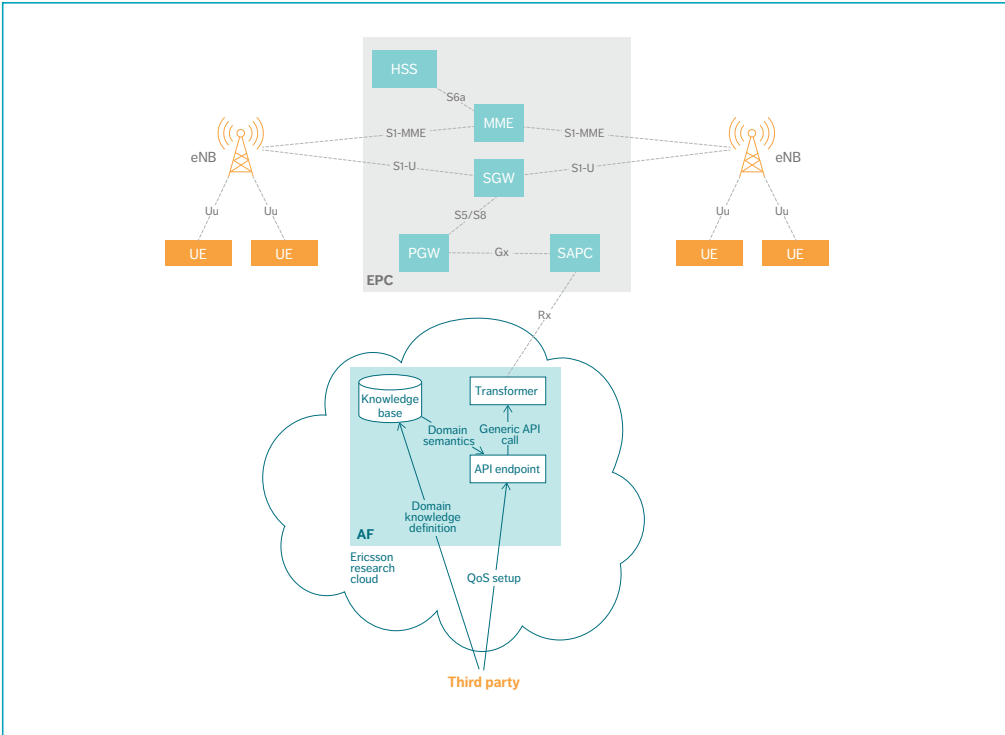 HSS
S6a
MME
S1-MME
S1-MME
eNB
eNB
S1-U
S1-U
SGW
Uu
Uu
S5/S8
Uu
Uu
UE
UE
PGW
Gx
SAPC
UE
UE
EPC
Rx
Knowledge
base
Transformer
Domain
semantics
Generic API
call
API endpoint
Domain
knowledge
definition
AF
Ericsson
research
cloud
QoS setup
Third party